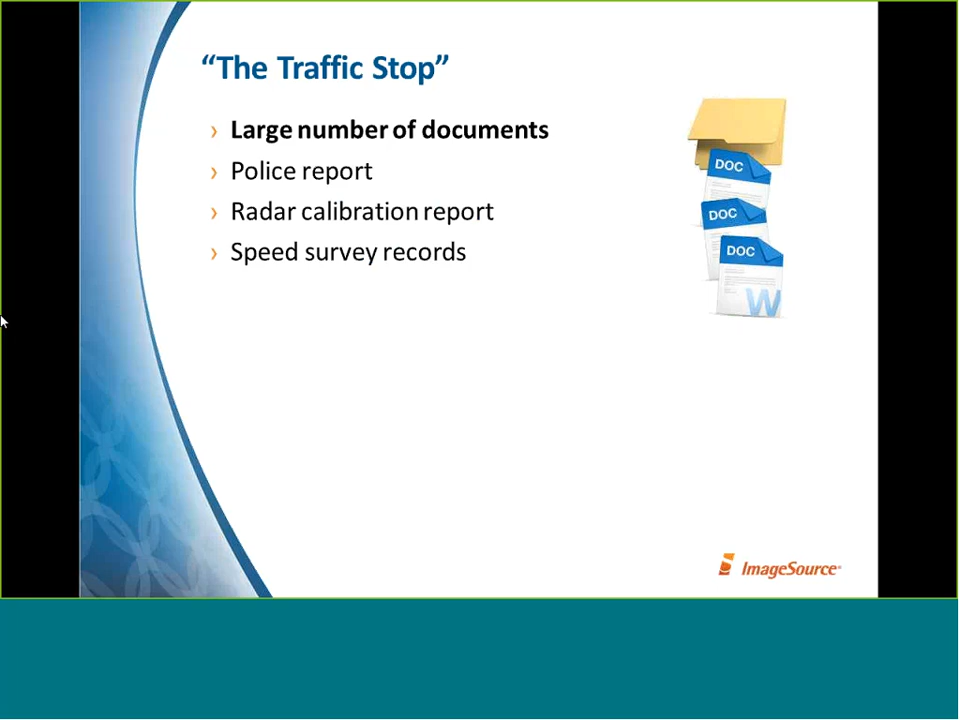 “The Traffic Stop”
› Large number of documents
› Police report
› Radar calibration report
› Speed survey records
DOC
DOC
DOC
W
ImageSource®